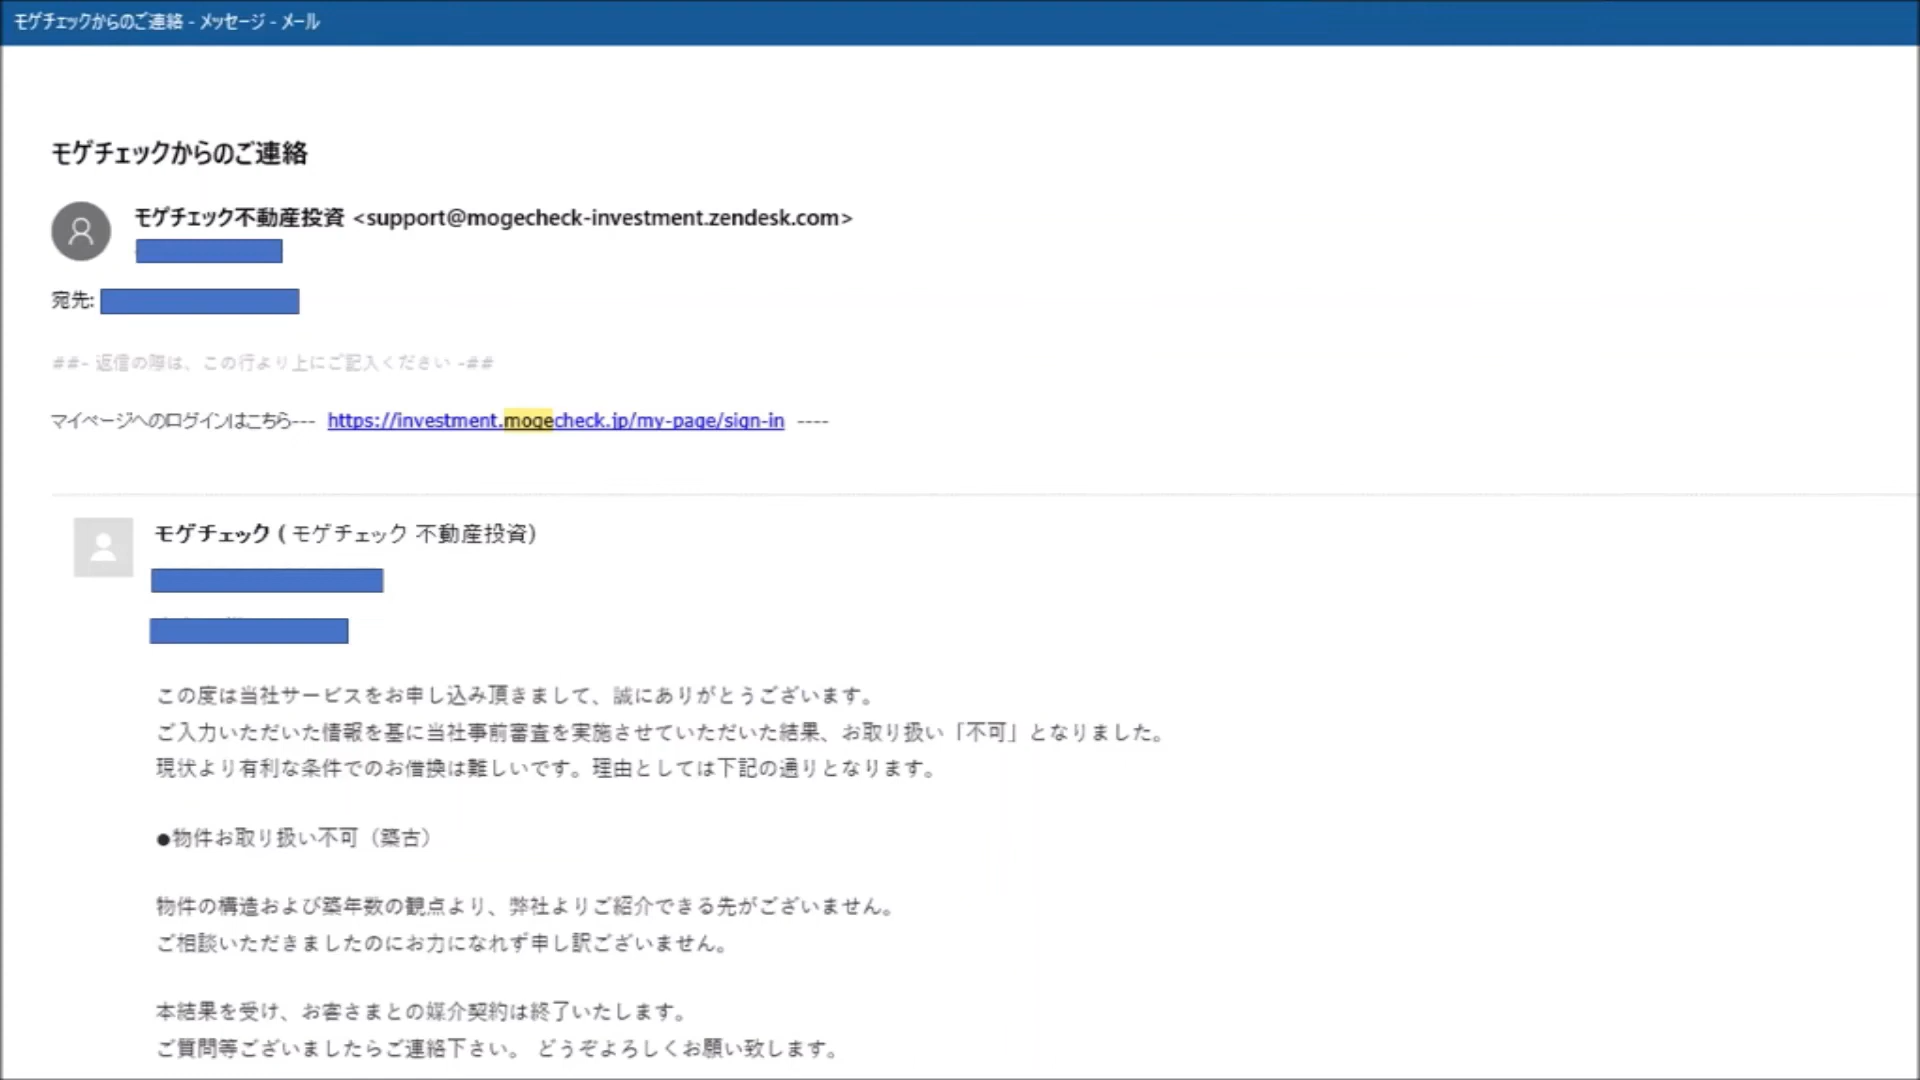 モゲチェックからのご連絡 - メッセージ - メール
モゲチェックからのご連絡
モゲチェック不動産投資 <support@mogecheck-investment.zendesk.com>
宛先:
##- 返信の際は、この行より上にご記入ください -##
マイページへのログインはこちら--- https://investment.mogecheck.jp/my-page/sign-in ----
モゲチェック ( モゲチェック 不動産投資)
この度は当社サービスをお申し込み頂きまして、誠にありがとうございます。
ご入力いただいた情報を基に当社事前審査を実施させていただいた結果、お取り扱い「不可」となりました。
現状より有利な条件でのお借換は難しいです。理由としては下記の通りとなります。
●物件お取り扱い不可（築古）
物件の構造および築年数の観点より、弊社よりご紹介できる先がございません。
ご相談いただきましたのにお力になれず申し訳ございません。
本結果を受け、お客さまとの媒介契約は終了いたします。
ご質問等ございましたらご連絡下さい。 どうぞよろしくお願い致します。